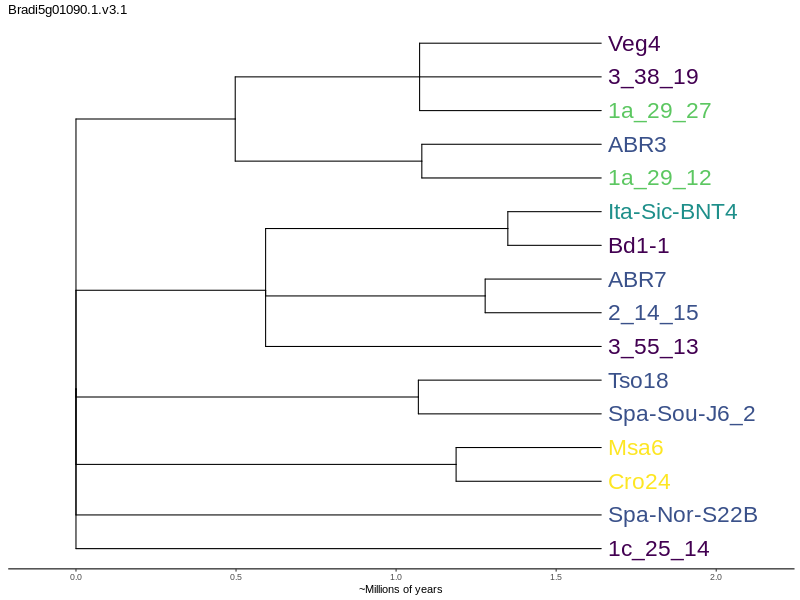 Bradi5g01090.1.v3.1
Veg4
3_38_19
1a_29_27
ABR3
1a_29_12
Ita-Sic-BNT4
Bd1-1
ABR7
2_14_15
3_55_13
Tso18
Spa-Sou-J6_2
Msa6
Cro24
Spa-Nor-S22B
1c_25_14
0.0 0.5 1.0 1.5 2.0
~Millions of years